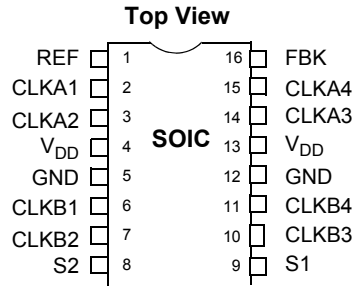 Top View
REF 1 16 FBK
CLKA1 2 15 CLKA4
CLKA2 3 14 CLKA3
VDD 4 SOIC 13 VDD
GND 5 12 GND
CLKB1 6 11 CLKB4
CLKB2 7 10 CLKB3
S2 8 9 S1